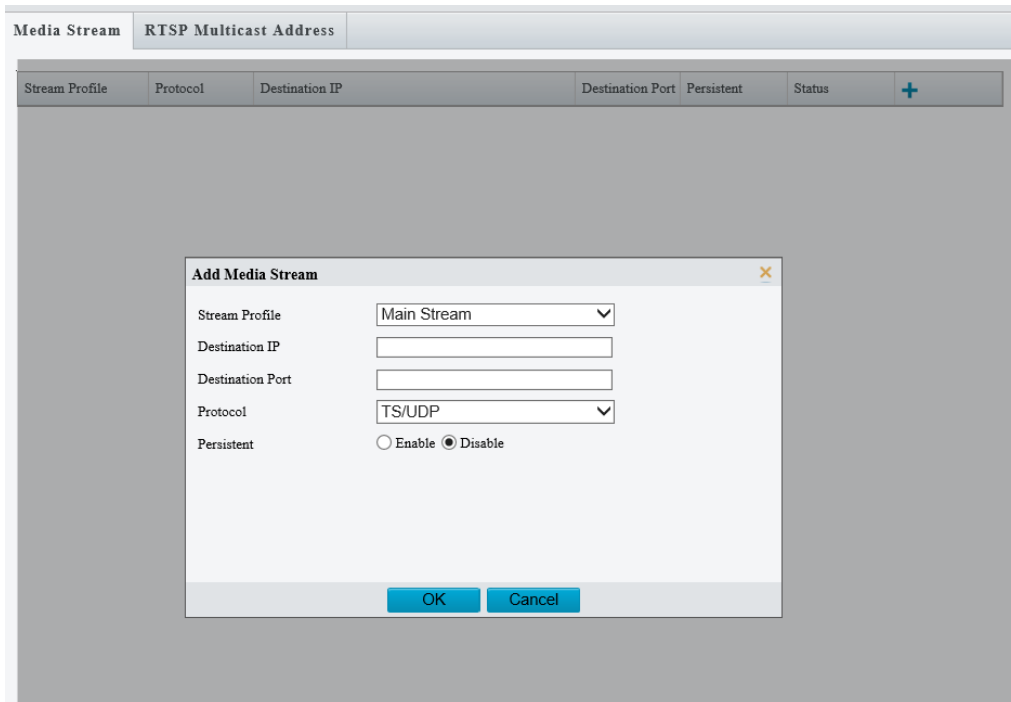 Media Stream RTSP Multicast Address
Stream Profile Protocol Destination IP Destination Port Persistent Status
Add Media Stream
Stream Profile Main Stream
Destination IP
Destination Port
Protocol TS/UDP
Persistent Enable Disable
OK Cancel